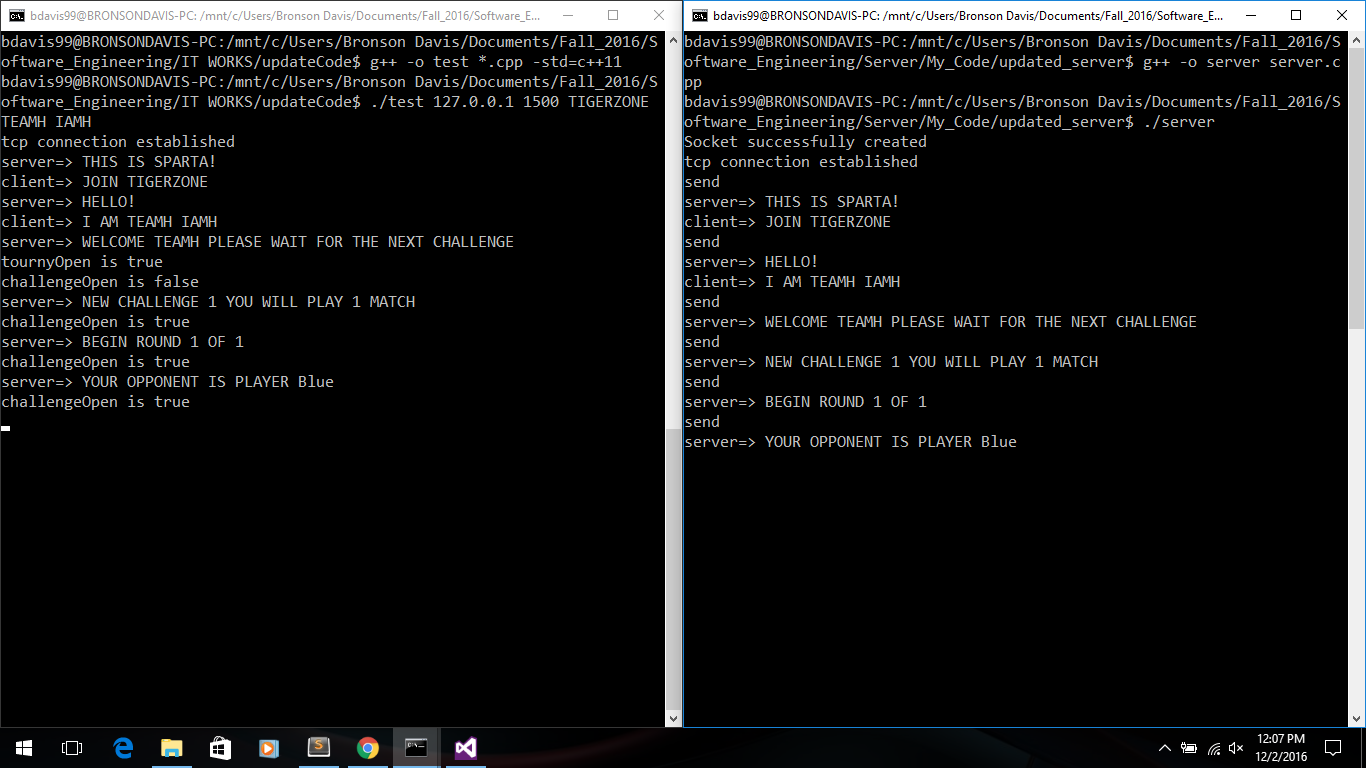 bdavis99@BRONSONDAVIS-PC: /mnt/c/Users/Bronson Davis/Documents/Fall_2016/Software_E...
bdavis99@BRONSONDAVIS-PC:/mnt/c/Users/Bronson Davis/Documents/Fall_2016/S
oftware_Engineering/IT WORKS/updateCode$ g++ -o test *.cpp -std=c++11
bdavis99@BRONSONDAVIS-PC:/mnt/c/Users/Bronson Davis/Documents/Fall_2016/S
oftware_Engineering/IT WORKS/updateCode$ ./test 127.0.0.1 1500 TIGERZONE
TEAMH IAMH
tcp connection established
server=> THIS IS SPARTA!
client=> JOIN TIGERZONE
server=> HELLO!
client=> I AM TEAMH IAMH
server=> WELCOME TEAMH PLEASE WAIT FOR THE NEXT CHALLENGE
tournyOpen is true
challengeOpen is false
server=> NEW CHALLENGE 1 YOU WILL PLAY 1 MATCH
challengeOpen is true
server=> BEGIN ROUND 1 OF 1
challengeOpen is true
server=> YOUR OPPONENT IS PLAYER Blue
challengeOpen is true
bdavis99@BRONSONDAVIS-PC: /mnt/c/Users/Bronson Davis/Documents/Fall_2016/Software_E...
bdavis99@BRONSONDAVIS-PC:/mnt/c/Users/Bronson Davis/Documents/Fall_2016/S
oftware_Engineering/Server/My_Code/updated_server$ g++ -o server server.c
pp
bdavis99@BRONSONDAVIS-PC:/mnt/c/Users/Bronson Davis/Documents/Fall_2016/S
oftware_Engineering/Server/My_Code/updated_server$ ./server
Socket successfully created
tcp connection established
send
server=> THIS IS SPARTA!
client=> JOIN TIGERZONE
send
server=> HELLO!
client=> I AM TEAMH IAMH
send
server=> WELCOME TEAMH PLEASE WAIT FOR THE NEXT CHALLENGE
send
server=> NEW CHALLENGE 1 YOU WILL PLAY 1 MATCH
send
server=> BEGIN ROUND 1 OF 1
send
server=> YOUR OPPONENT IS PLAYER Blue
12:07 PM
12/2/2016